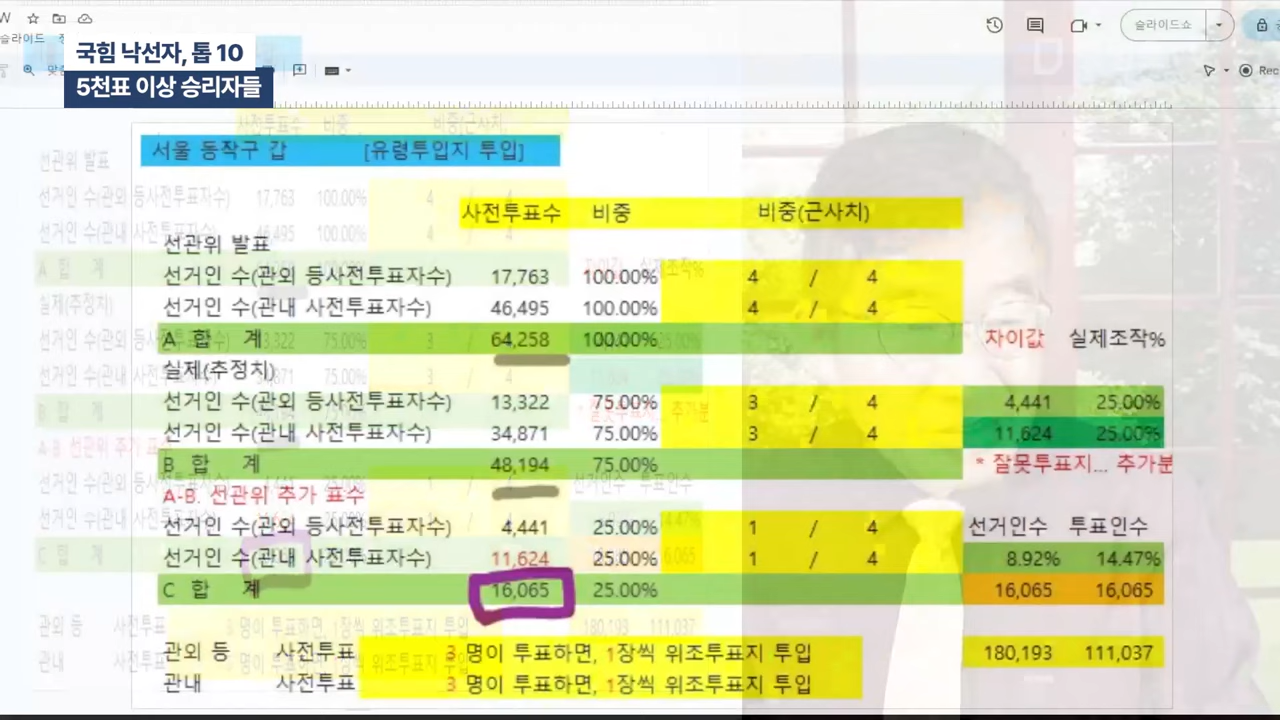 슬라이드쇼
Rec
국힘 낙선자, 톱 10
5천표 이상 승리자들
서울 동작구 갑 [유령투입지 투입]
사전투표수 비중 비중(근사치)
선관위 발표
선거인 수(관외 등사전투표자수) 17,763 100.00% 4 / 4
선거인 수(관내 사전투표자수) 46,495 100.00% 4 / 4
A 합 계 64,258 100.00% 차이값 실제조작%
실제(추정치)
선거인 수(관외 등사전투표자수) 13,322 75.00% 3 / 4 4,441 25.00%
선거인 수(관내 사전투표자수) 34,871 75.00% 3 / 4 11,624 25.00%
B 합 계 48,194 75.00% * 잘못투표지... 추가분
A-B. 선관위 추가 표수
선거인 수(관외 등사전투표자수) 4,441 25.00% 1 / 4 선거인수 투표인수
선거인 수(관내 사전투표자수) 11,624 25.00% 1 / 4 8.92% 14.47%
C 합 계 16,065 25.00% 16,065 16,065
관외 등 사전투표 3 명이 투표하면, 1장씩 위조투표지 투입 180,193 111,037
관내 사전투표 3 명이 투표하면, 1장씩 위조투표지 투입